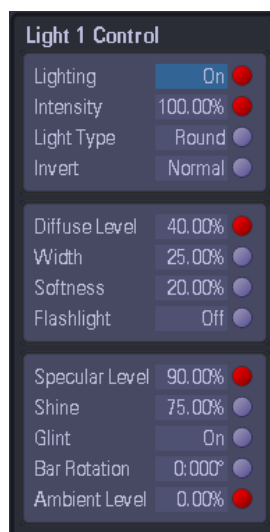 Light 1 Control
Lighting On
Intensity 100.00%
Light Type Round
Invert Normal
Diffuse Level 40.00%
Width 25.00%
Softness 20.00%
Flashlight Off
Specular Level 90.00%
Shine 75.00%
Glint On
Bar Rotation 0:000°
Ambient Level 0.00%